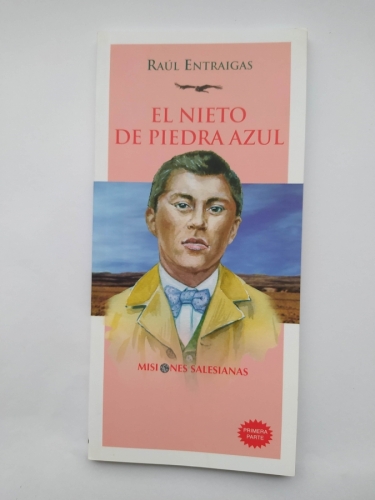 RAÚL ENTRAIGAS
EL NIETO
DE PIEDRA AZUL
MISIONES SALESIANAS
PRIMERA
PARTE